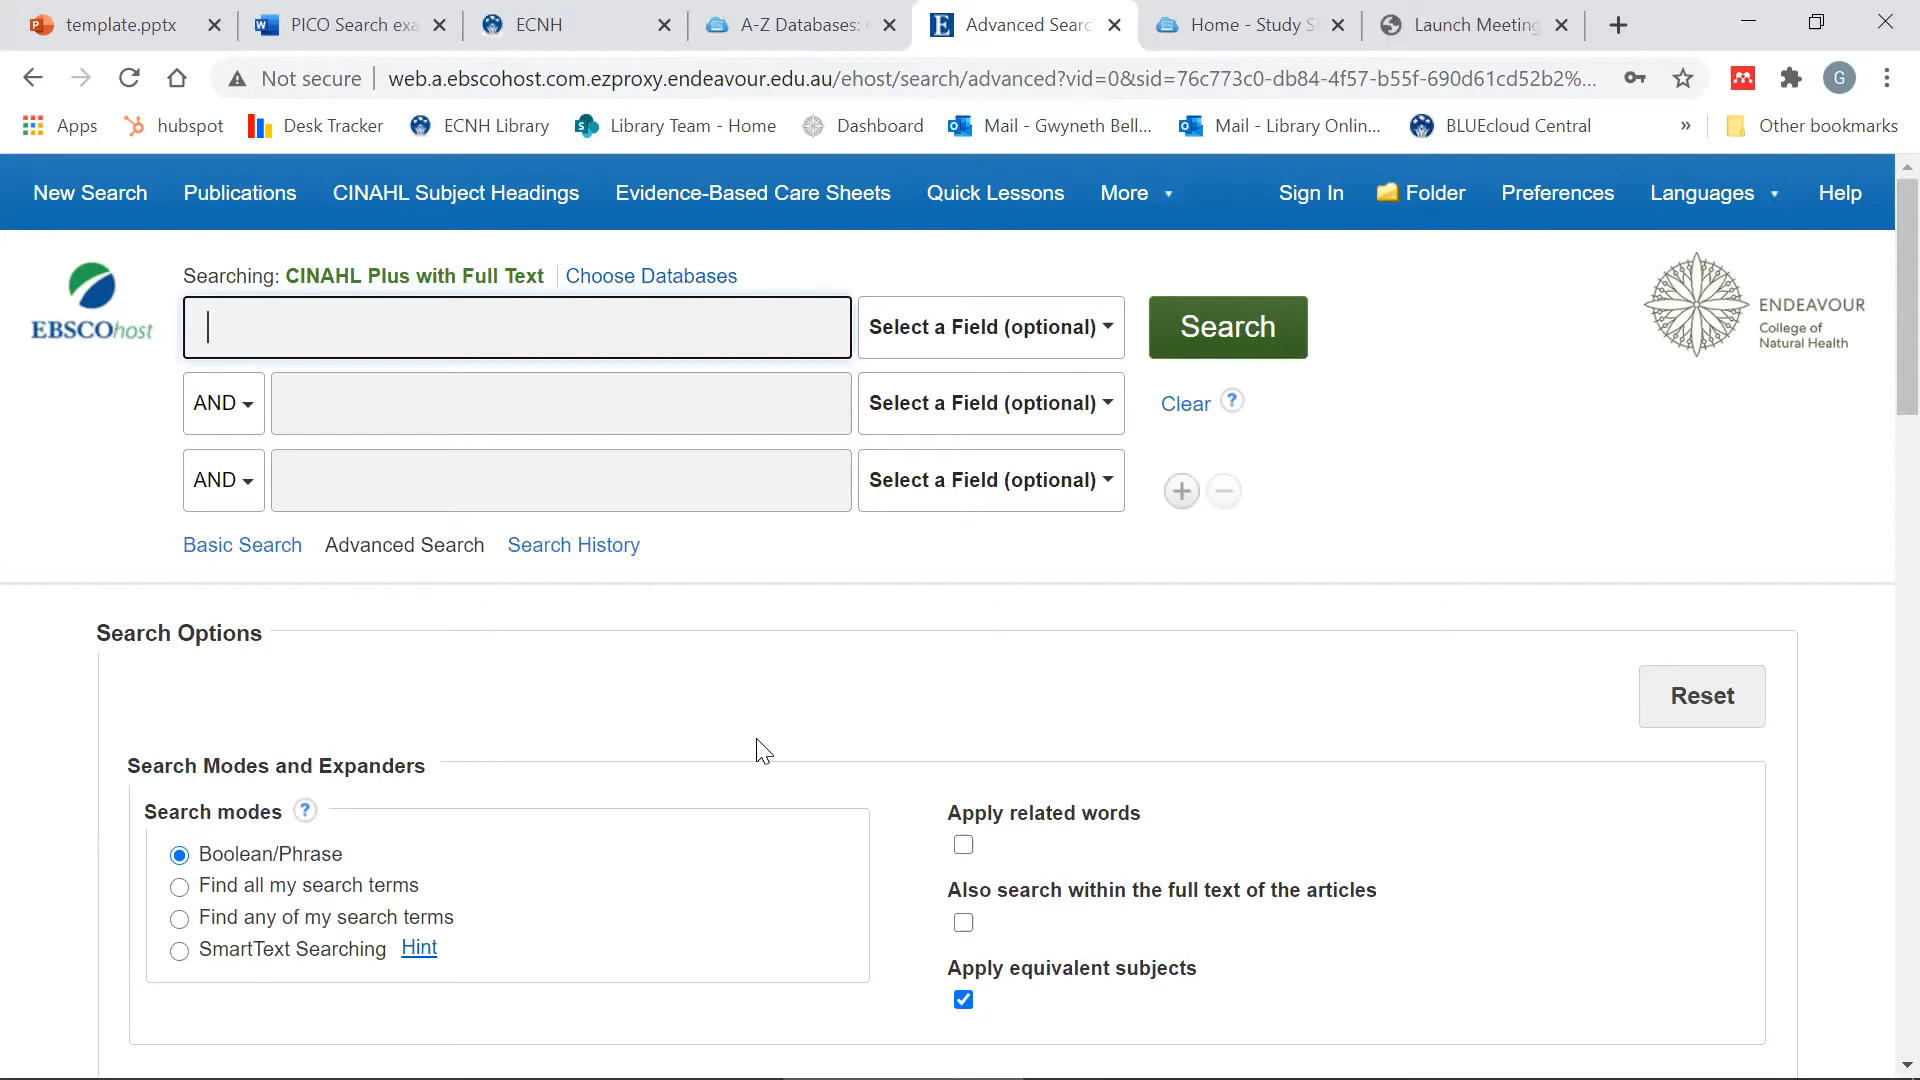 template.pptx
PICO Search exa
ECNH
A-Z Databases:
Advanced Searc
Home - Study S
Launch Meeting
Not secure
web.a.ebscohost.com.ezproxy.endeavour.edu.au/ehost/search/advanced?vid=0&sid=76c773c0-db84-4f57-b55f-690d61cd52b2%...
G
Apps
hubspot
Desk Tracker
ECNH Library
Library Team - Home
Dashboard
Mail - Gwyneth Bell...
Mail - Library Onlin...
BLUEcloud Central
»
Other bookmarks
New Search
Publications
CINAHL Subject Headings
Evidence-Based Care Sheets
Quick Lessons
More
Sign In
Folder
Preferences
Languages
Help
EBSCOhost
Searching: CINAHL Plus with Full Text
Choose Databases
Select a Field (optional)
Search
ENDEAVOUR
College of
Natural Health
AND
Select a Field (optional)
Clear ?
AND
Select a Field (optional)
Basic Search
Advanced Search
Search History
Search Options
Reset
Search Modes and Expanders
Search modes ?
Boolean/Phrase
Find all my search terms
Find any of my search terms
SmartText Searching Hint
Apply related words
Also search within the full text of the articles
Apply equivalent subjects